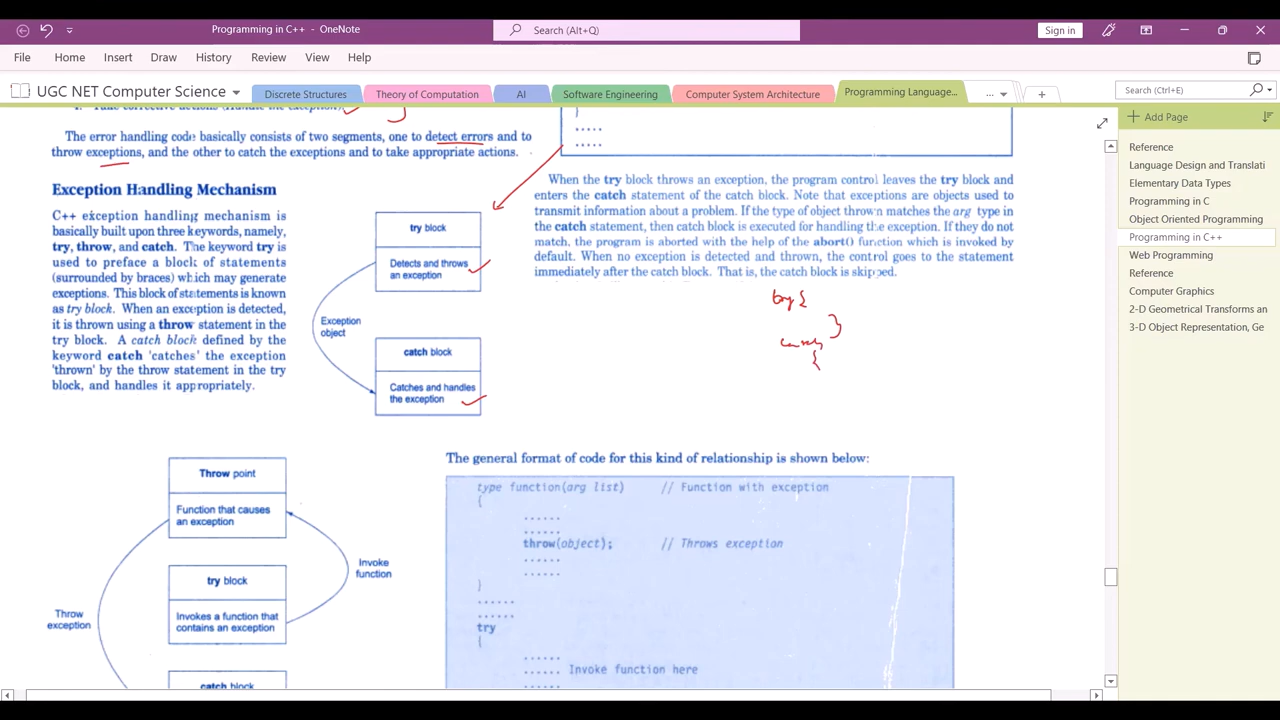 Programming in C++ - OneNote
Search (Alt+Q)
Sign in
File Home Insert Draw History Review View Help
UGC NET Computer Science
Discrete Structures
Theory of Computation
AI
Software Engineering
Computer System Architecture
Programming Language...
...
Search (Ctrl+E)
Add Page
Reference
Language Design and Translati
Elementary Data Types
Programming in C
Object Oriented Programming
Programming in C++
Web Programming
Reference
Computer Graphics
2-D Geometrical Transforms an
3-D Object Representation, Ge
4. Take corrective actions (Handle the exception).
The error handling code basically consists of two segments, one to detect errors and to
throw exceptions, and the other to catch the exceptions and to take appropriate actions.
Exception Handling Mechanism
C++ exception handling mechanism is
basically built upon three keywords, namely,
try, throw, and catch. The keyword try is
used to preface a block of statements
(surrounded by braces) which may generate
exceptions. This block of statements is known
as try block. When an exception is detected,
it is thrown using a throw statement in the
try block. A catch block defined by the
keyword catch 'catches' the exception
'thrown' by the throw statement in the try
block, and handles it appropriately.
try block
Detects and throws
an exception
Exception
object
catch block
Catches and handles
the exception
}
.....
.....
When the try block throws an exception, the program control leaves the try block and
enters the catch statement of the catch block. Note that exceptions are objects used to
transmit information about a problem. If the type of object thrown matches the arg type in
the catch statement, then catch block is executed for handling the exception. If they do not
match, the program is aborted with the help of the abort() function which is invoked by
default. When no exception is detected and thrown, the control goes to the statement
immediately after the catch block. That is, the catch block is skipped.
try {
}
catch
{
Throw point
Function that causes
an exception
Invoke
function
try block
Invokes a function that
contains an exception
Throw
exception
catch block
The general format of code for this kind of relationship is shown below:
type function(arg list) // Function with exception
{
......
......
throw(object); // Throws exception
......
......
}
......
......
try
{
......
...... Invoke function here
......